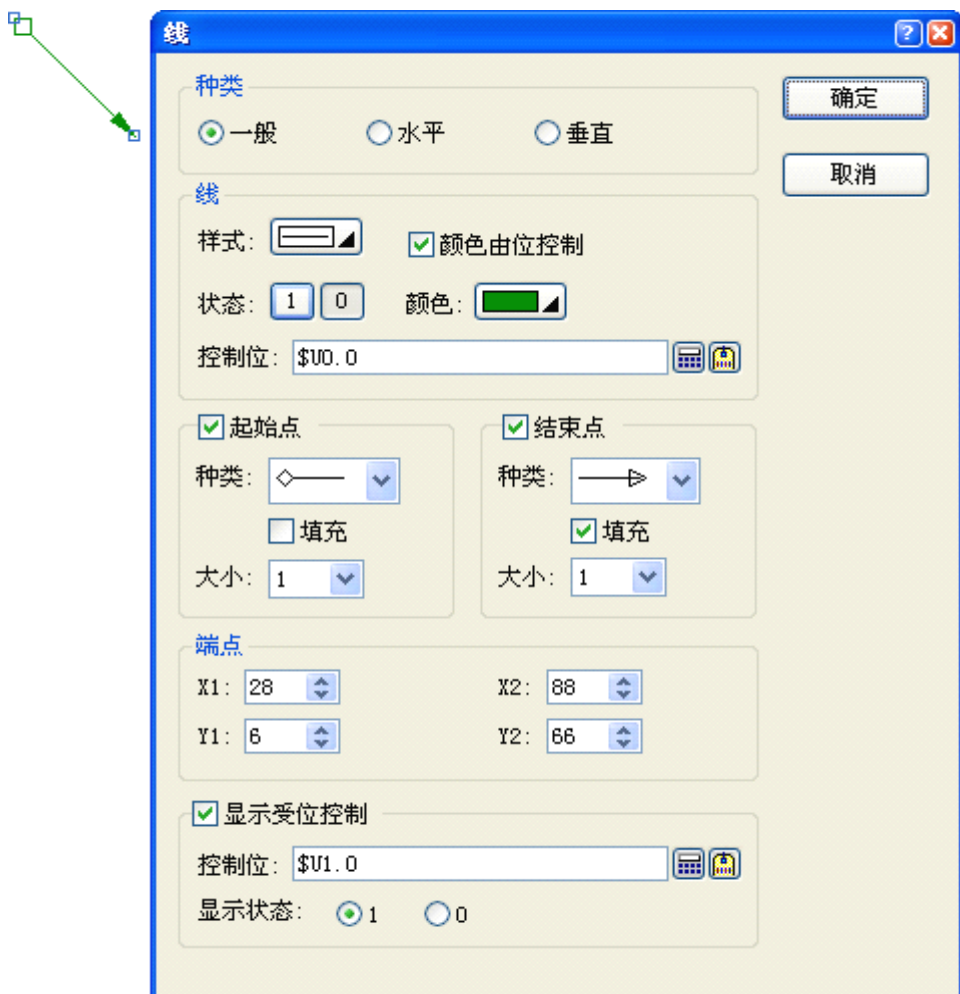 线
种类
确定
一般 水平 垂直
取消
线
样式: 颜色由位控制
状态: 1 0 颜色:
控制位: $U0.0
起始点 结束点
种类: 种类:
填充 填充
大小: 1 大小: 1
端点
X1: 28 X2: 88
Y1: 6 Y2: 66
显示受位控制
控制位: $U1.0
显示状态: 1 0